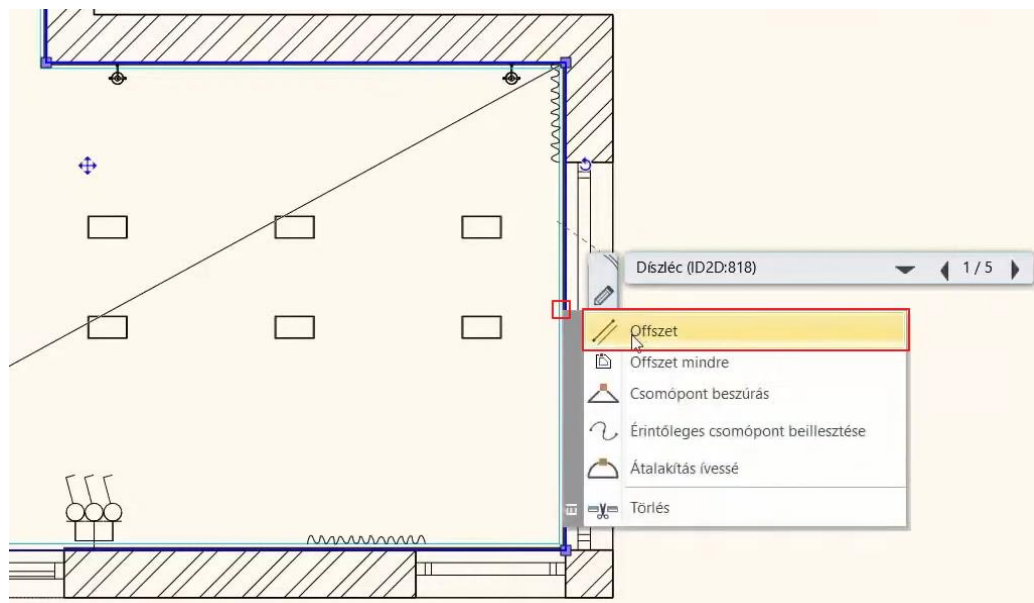 Díszléc (ID2D:818) 1 / 5
Offszet
Offszet mindre
Csomópont beszúrás
Érintőleges csomópont beillesztése
Átalakítás ívessé
Törlés